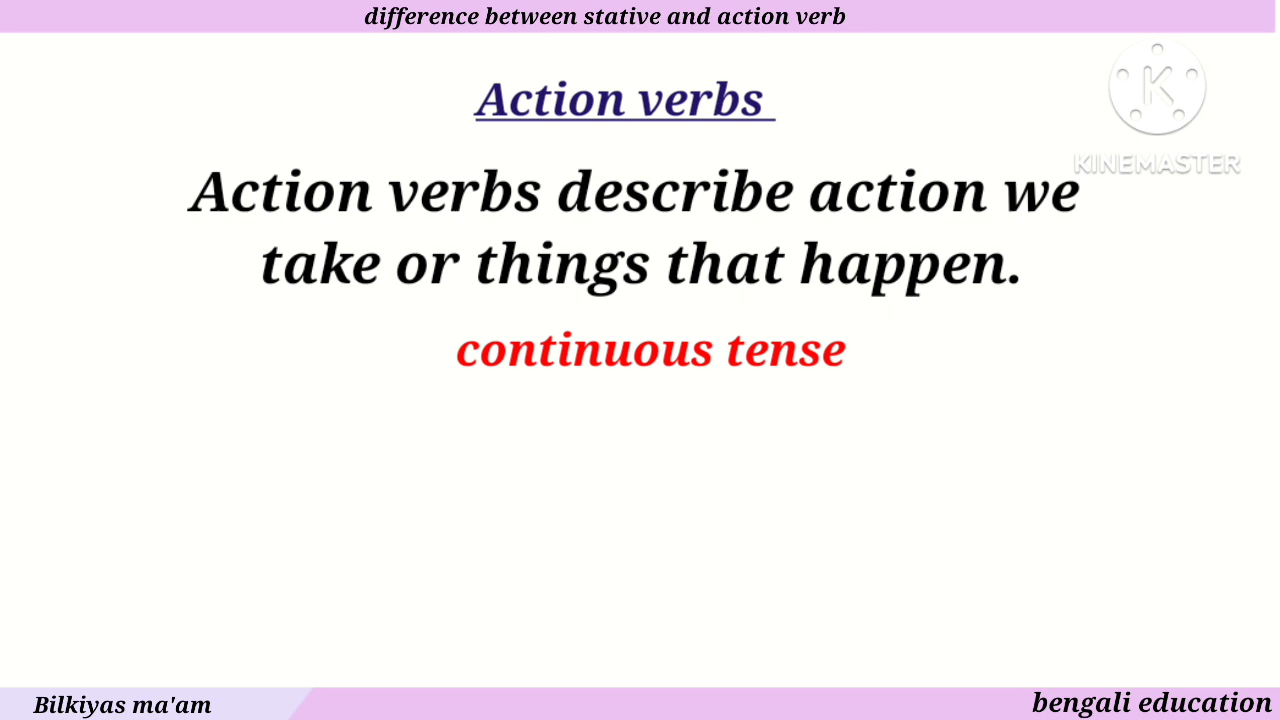 difference between stative and action verb
Action verbs
KINEMASTER
Action verbs describe action we
take or things that happen.
continuous tense
Bilkiyas ma'am
bengali education